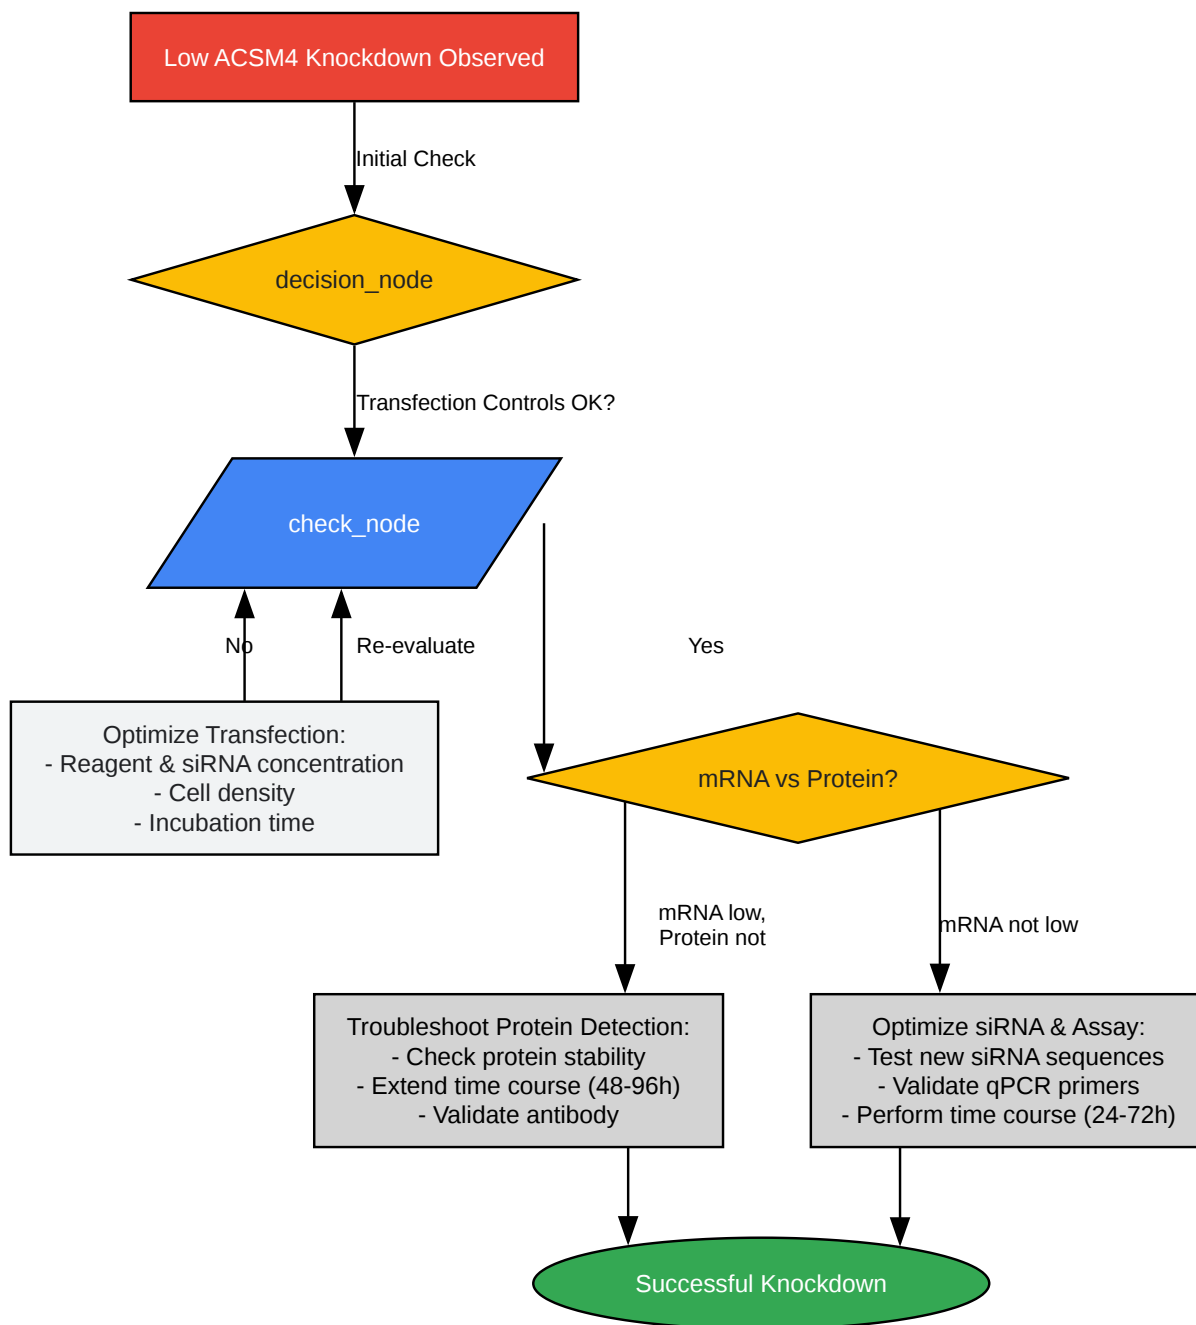 Low ACSM4 Knockdown Observed
Initial Check
decision_node
Transfection Controls OK?
check_node
No
Re-evaluate
Yes
Optimize Transfection:
- Reagent & siRNA concentration
- Cell density
- Incubation time
mRNA vs Protein?
mRNA low,
Protein not
mRNA not low
Troubleshoot Protein Detection:
- Check protein stability
- Extend time course (48-96h)
- Validate antibody
Optimize siRNA & Assay:
- Test new siRNA sequences
- Validate qPCR primers
- Perform time course (24-72h)
Successful Knockdown